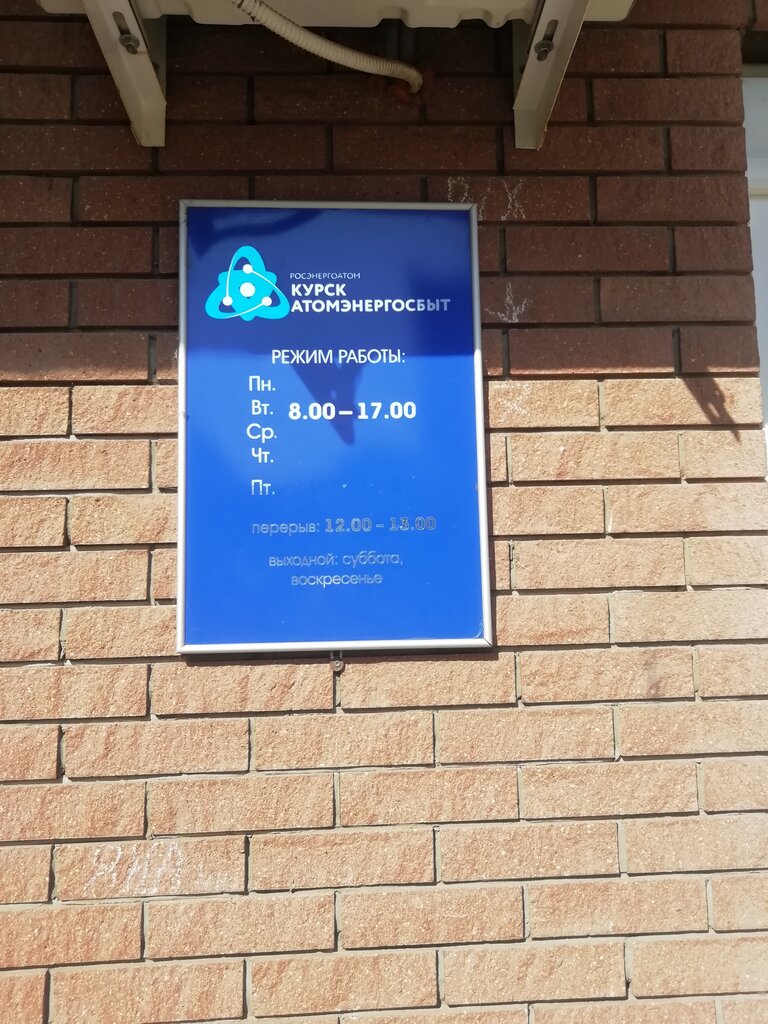 РОСЭНЕРГОАТОМ
КУРСК
АТОМЭНЕРГОСБЫТ
РЕЖИМ РАБОТЫ:
Пн.
Вт. 8.00 – 17.00
Ср.
Чт.
Пт.
перерыв: 12.00 – 13.00
выходной: суббота,
воскресенье